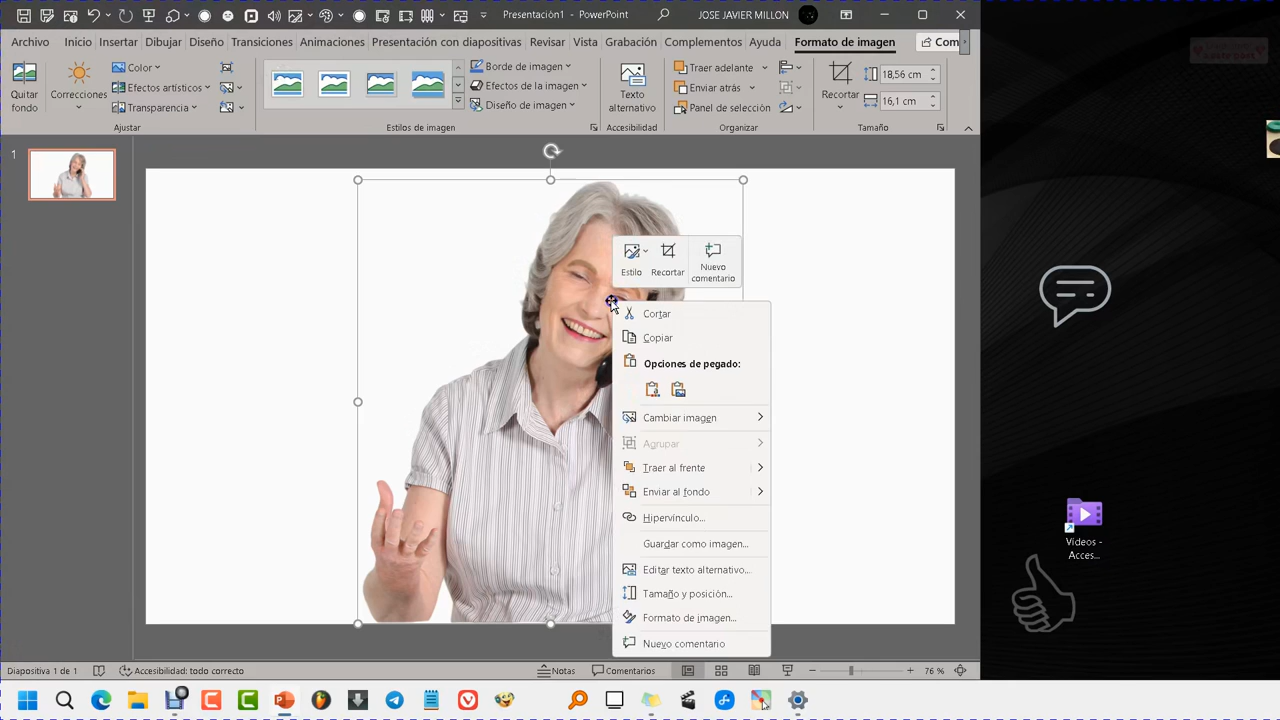 Presentación1 - PowerPoint
JOSE JAVIER MILLON
Archivo
Inicio
Insertar
Dibujar
Diseño
Transiciones
Animaciones
Presentación con diapositivas
Revisar
Vista
Grabación
Complementos
Ayuda
Formato de imagen
Com
Quitar
fondo
Correcciones
Color
Efectos artísticos
Transparencia
Ajustar
Estilos de imagen
Borde de imagen
Efectos de la imagen
Diseño de imagen
Texto
alternativo
Accesibilidad
Traer adelante
Enviar atrás
Panel de selección
Organizar
Recortar
18,56 cm
16,1 cm
Tamaño
1
Estilo
Recortar
Nuevo
comentario
Cortar
Copiar
Opciones de pegado:
Cambiar imagen
Agrupar
Traer al frente
Enviar al fondo
Hipervínculo...
Guardar como imagen...
Editar texto alternativo...
Tamaño y posición...
Formato de imagen...
Nuevo comentario
Videos -
Acces...
Diapositiva 1 de 1
Accesibilidad: todo correcto
Notas
Comentarios
76 %